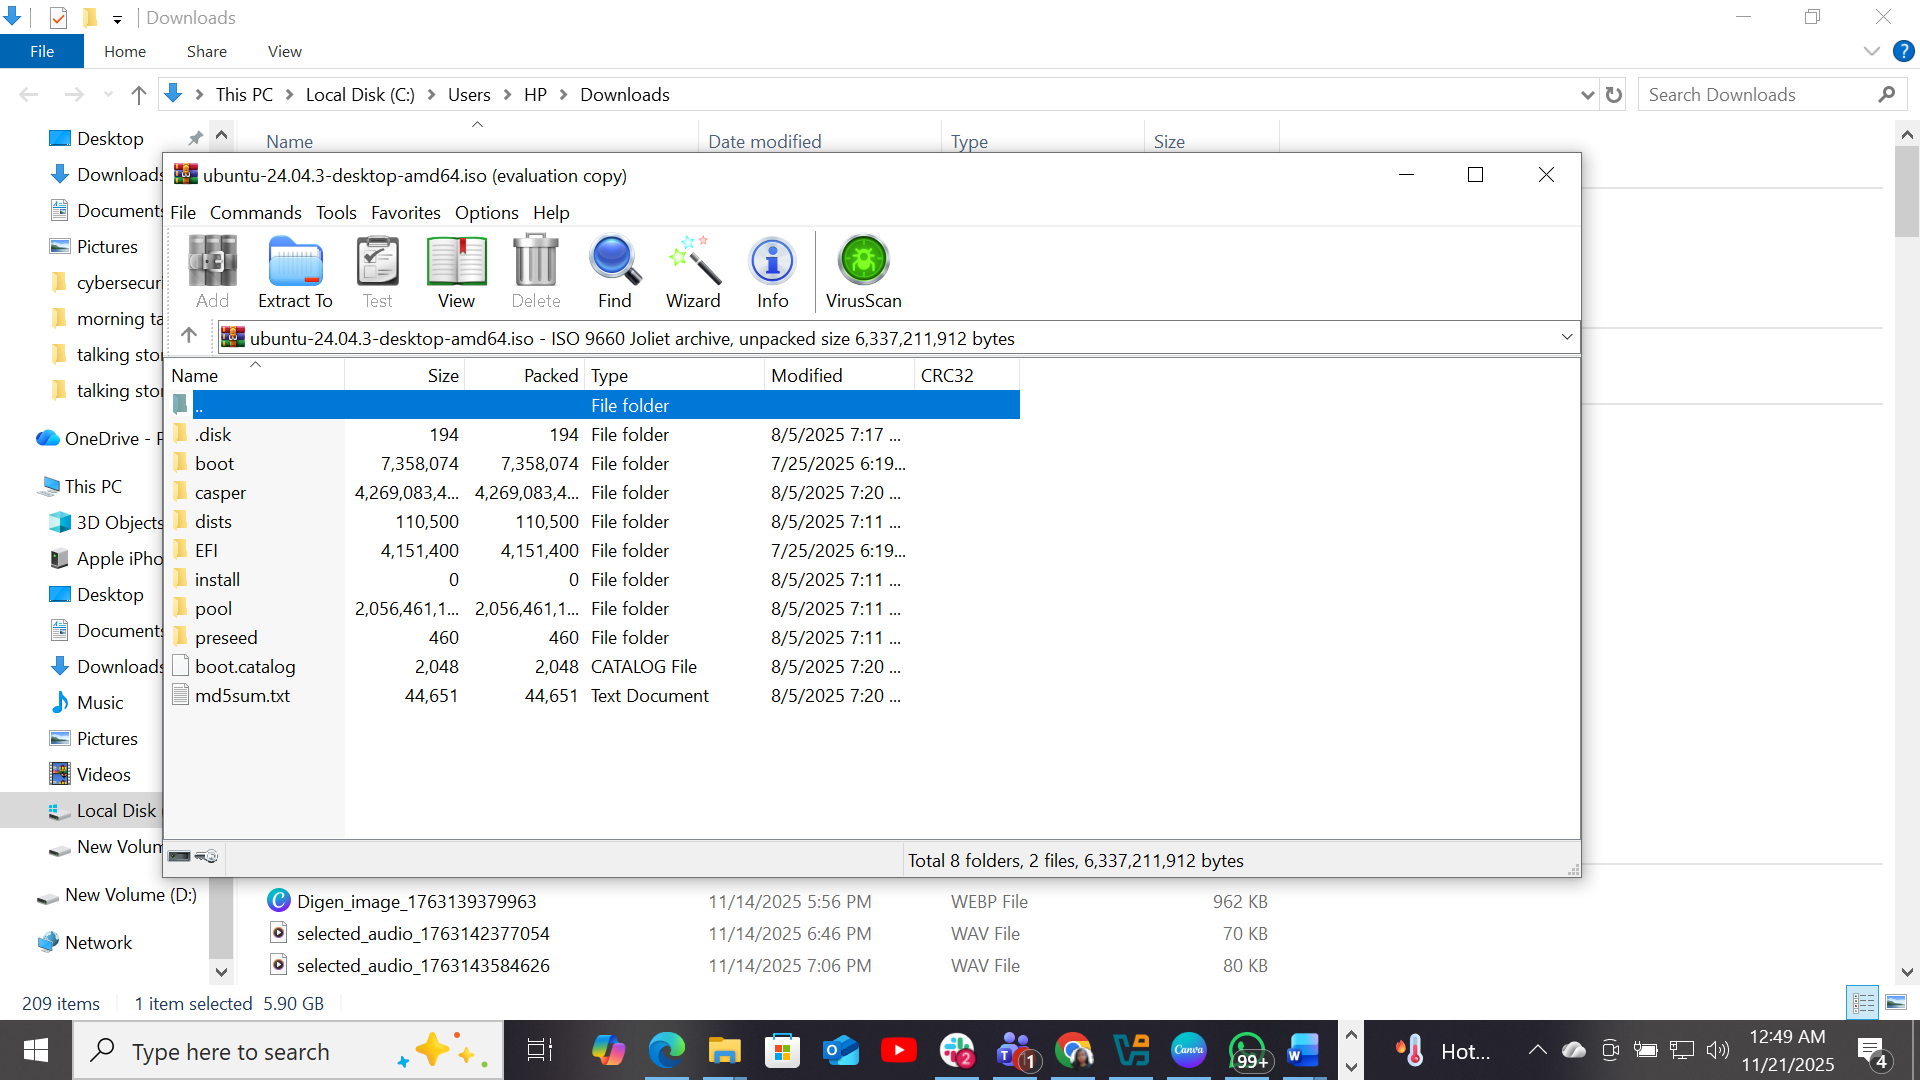 Downloads
File Home Share View
This PC Local Disk (C:) Users HP Downloads
Search Downloads
Name Date modified Type Size
Desktop
Downloads
Documents
Pictures
cybersecuri
morning ta
talking stor
talking stor
OneDrive - P
This PC
3D Objects
Apple iPho
Desktop
Documents
Downloads
Music
Pictures
Videos
Local Disk (
New Volum
New Volume (D:)
Network
ubuntu-24.04.3-desktop-amd64.iso (evaluation copy)
File Commands Tools Favorites Options Help
Add Extract To Test View Delete Find Wizard Info VirusScan
ubuntu-24.04.3-desktop-amd64.iso - ISO 9660 Joliet archive, unpacked size 6,337,211,912 bytes
Name Size Packed Type Modified CRC32
.. File folder
.disk 194 194 File folder 8/5/2025 7:17 ...
boot 7,358,074 7,358,074 File folder 7/25/2025 6:19...
casper 4,269,083,4... 4,269,083,4... File folder 8/5/2025 7:20 ...
dists 110,500 110,500 File folder 8/5/2025 7:11 ...
EFI 4,151,400 4,151,400 File folder 7/25/2025 6:19...
install 0 0 File folder 8/5/2025 7:11 ...
pool 2,056,461,1... 2,056,461,1... File folder 8/5/2025 7:11 ...
preseed 460 460 File folder 8/5/2025 7:11 ...
boot.catalog 2,048 2,048 CATALOG File 8/5/2025 7:20 ...
md5sum.txt 44,651 44,651 Text Document 8/5/2025 7:20 ...
Total 8 folders, 2 files, 6,337,211,912 bytes
Digen_image_1763139379963 11/14/2025 5:56 PM WEBP File 962 KB
selected_audio_1763142377054 11/14/2025 6:46 PM WAV File 70 KB
selected_audio_1763143584626 11/14/2025 7:06 PM WAV File 80 KB
209 items 1 item selected 5.90 GB
Type here to search
2
1
Canva
99+
Hot...
12:49 AM
11/21/2025
4